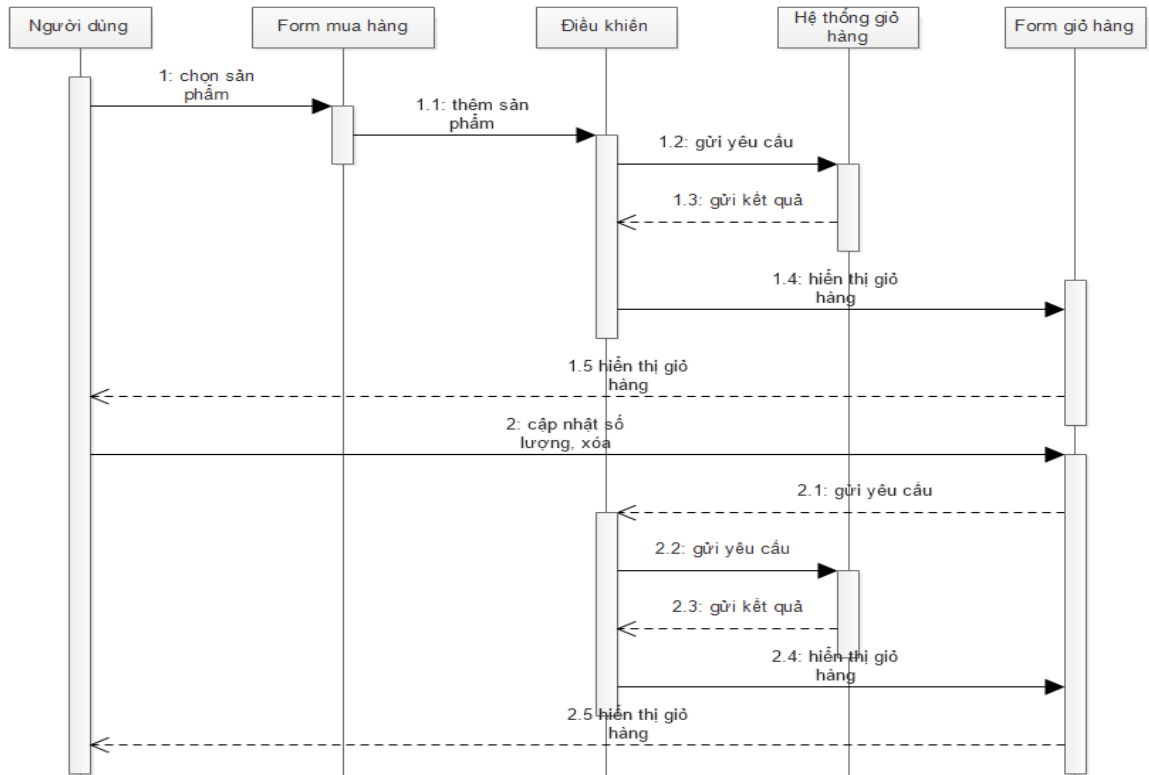 Người dùng
Form mua hàng
Điều khiên
Hệ thống giỏ
hàng
Form giỏ hàng
1: chọn sản
phẩm
1.1: thêm sản
phẩm
1.2: gửi yêu cầu
1.3: gửi kết quả
1.4: hiển thị giỏ
hàng
1.5 hiển thị giỏ
hàng
2: cập nhật số
lượng, xóa
2.1: gửi yêu cầu
2.2: gửi yêu cầu
2.3: gửi kết quả
2.4: hiển thị giỏ
hàng
2.5 hiển thị giỏ
hàng